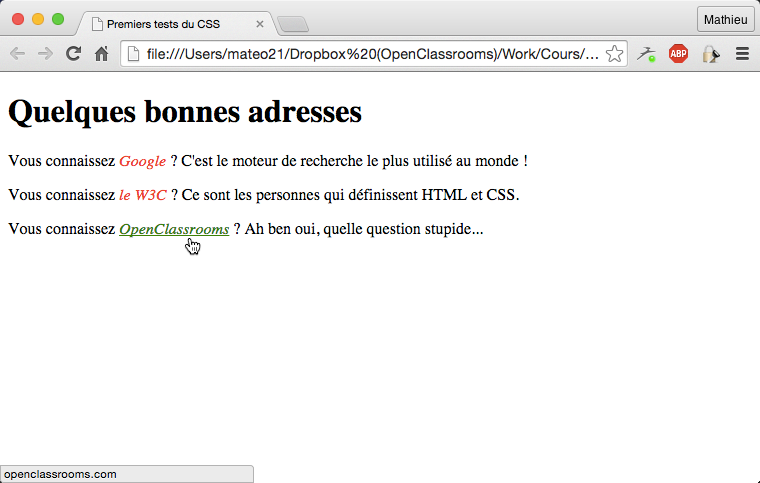 Premiers tests du CSS
Mathieu
file:///Users/mateo21/Dropbox%20(OpenClassrooms)/Work/Cours/...
ABP
Quelques bonnes adresses
Vous connaissez Google ? C'est le moteur de recherche le plus utilisé au monde !
Vous connaissez le W3C ? Ce sont les personnes qui définissent HTML et CSS.
Vous connaissez OpenClassrooms ? Ah ben oui, quelle question stupide...
openclassrooms.com